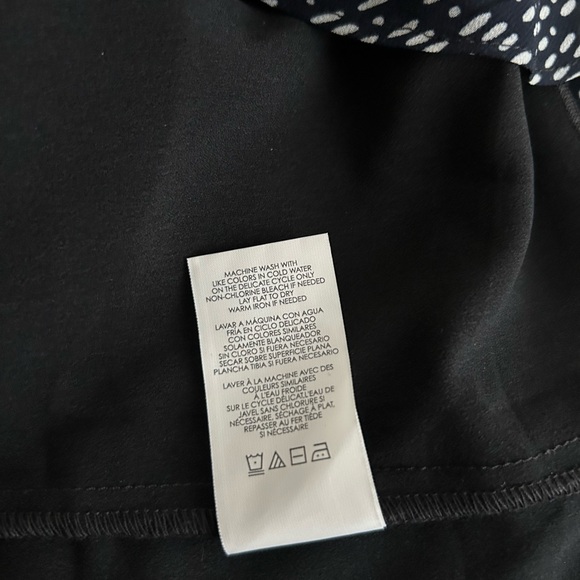 MACHINE WASH WITH
LIKE COLORS IN COLD WATER
ON THE DELICATE CYCLE ONLY
NON-CHLORINE BLEACH IF NEEDED
LAY FLAT TO DRY
WARM IRON IF NEEDED
LAVAR A MÁQUINA CON AGUA
FRÍA EN CICLO DELICADO
CON COLORES SIMILARES
SOLAMENTE BLANQUEADOR
SIN CLORO SI FUERA NECESARIO
SECAR SOBRE SUPERFICIE PLANA
PLANCHA TIBIA SI FUERA NECESARIO
LAVER À LA MACHINE AVEC DES
COULEURS SIMILAIRES
À L'EAU FROIDE
SUR LE CYCLE DÉLICAT.L'EAU DE
JAVEL SANS CHLORURE SI
NÉCESSAIRE, SÉCHAGE À PLAT,
REPASSER AU FER TIÈDE
SI NÉCESSAIRE